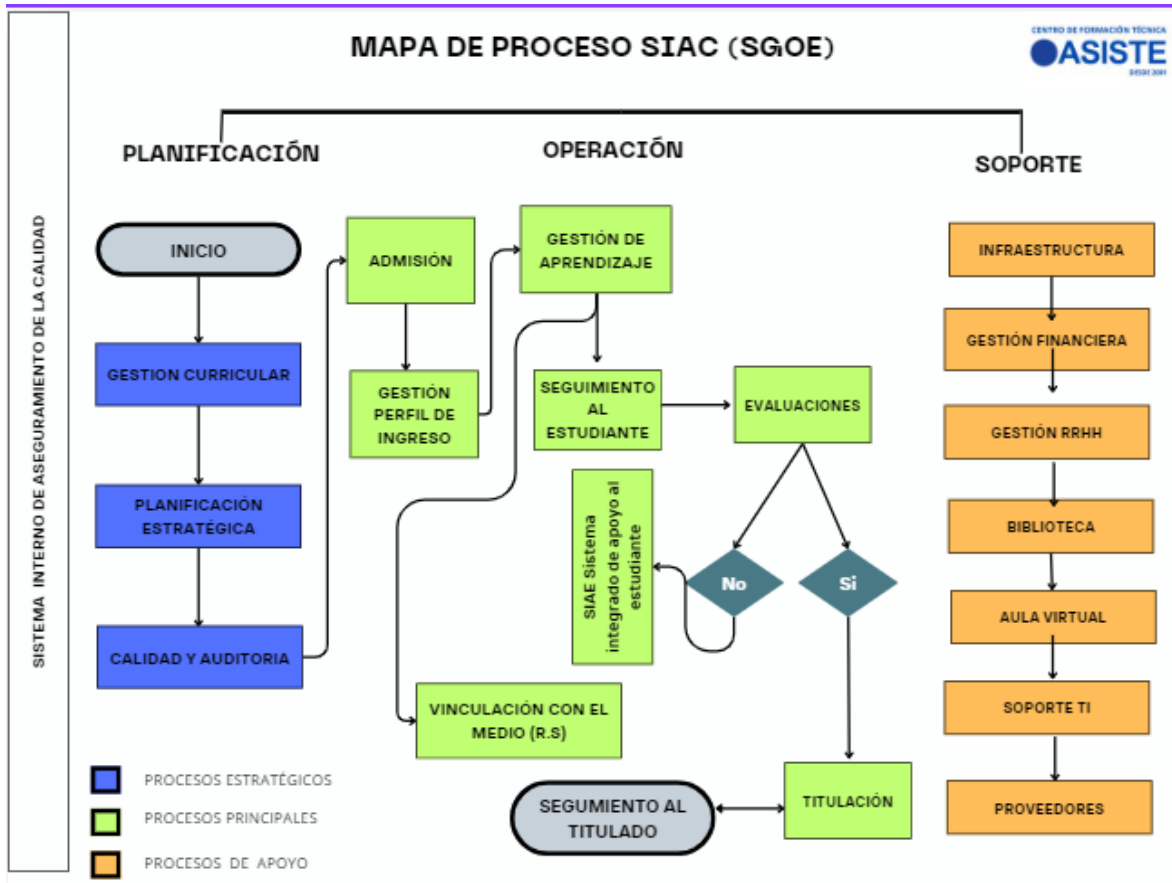 MAPA DE PROCESO SIAC (SGOE)
CENTRO DE FORMACIÓN TÉCNICA
ASISTE
DESDE 2001
PLANIFICACIÓN
OPERACIÓN
SOPORTE
SISTEMA INTERNO DE ASEGURAMIENTO DE LA CALIDAD
INICIO
GESTION CURRICULAR
PLANIFICACIÓN
ESTRATÉGICA
CALIDAD Y AUDITORIA
ADMISIÓN
GESTIÓN
PERFIL DE
INGRESO
GESTIÓN DE
APRENDIZAJE
SEGUIMIENTO
AL
ESTUDIANTE
EVALUACIONES
SIAE Sistema
integrado de apoyo al
estudiante
No
Si
VINCULACIÓN CON EL
MEDIO (R.S)
TITULACIÓN
SEGUMIENTO AL
TITULADO
INFRAESTRUCTURA
GESTIÓN FINANCIERA
GESTIÓN RRHH
BIBLIOTECA
AULA VIRTUAL
SOPORTE TI
PROVEEDORES
PROCESOS ESTRATÉGICOS
PROCESOS PRINCIPALES
PROCESOS DE APOYO